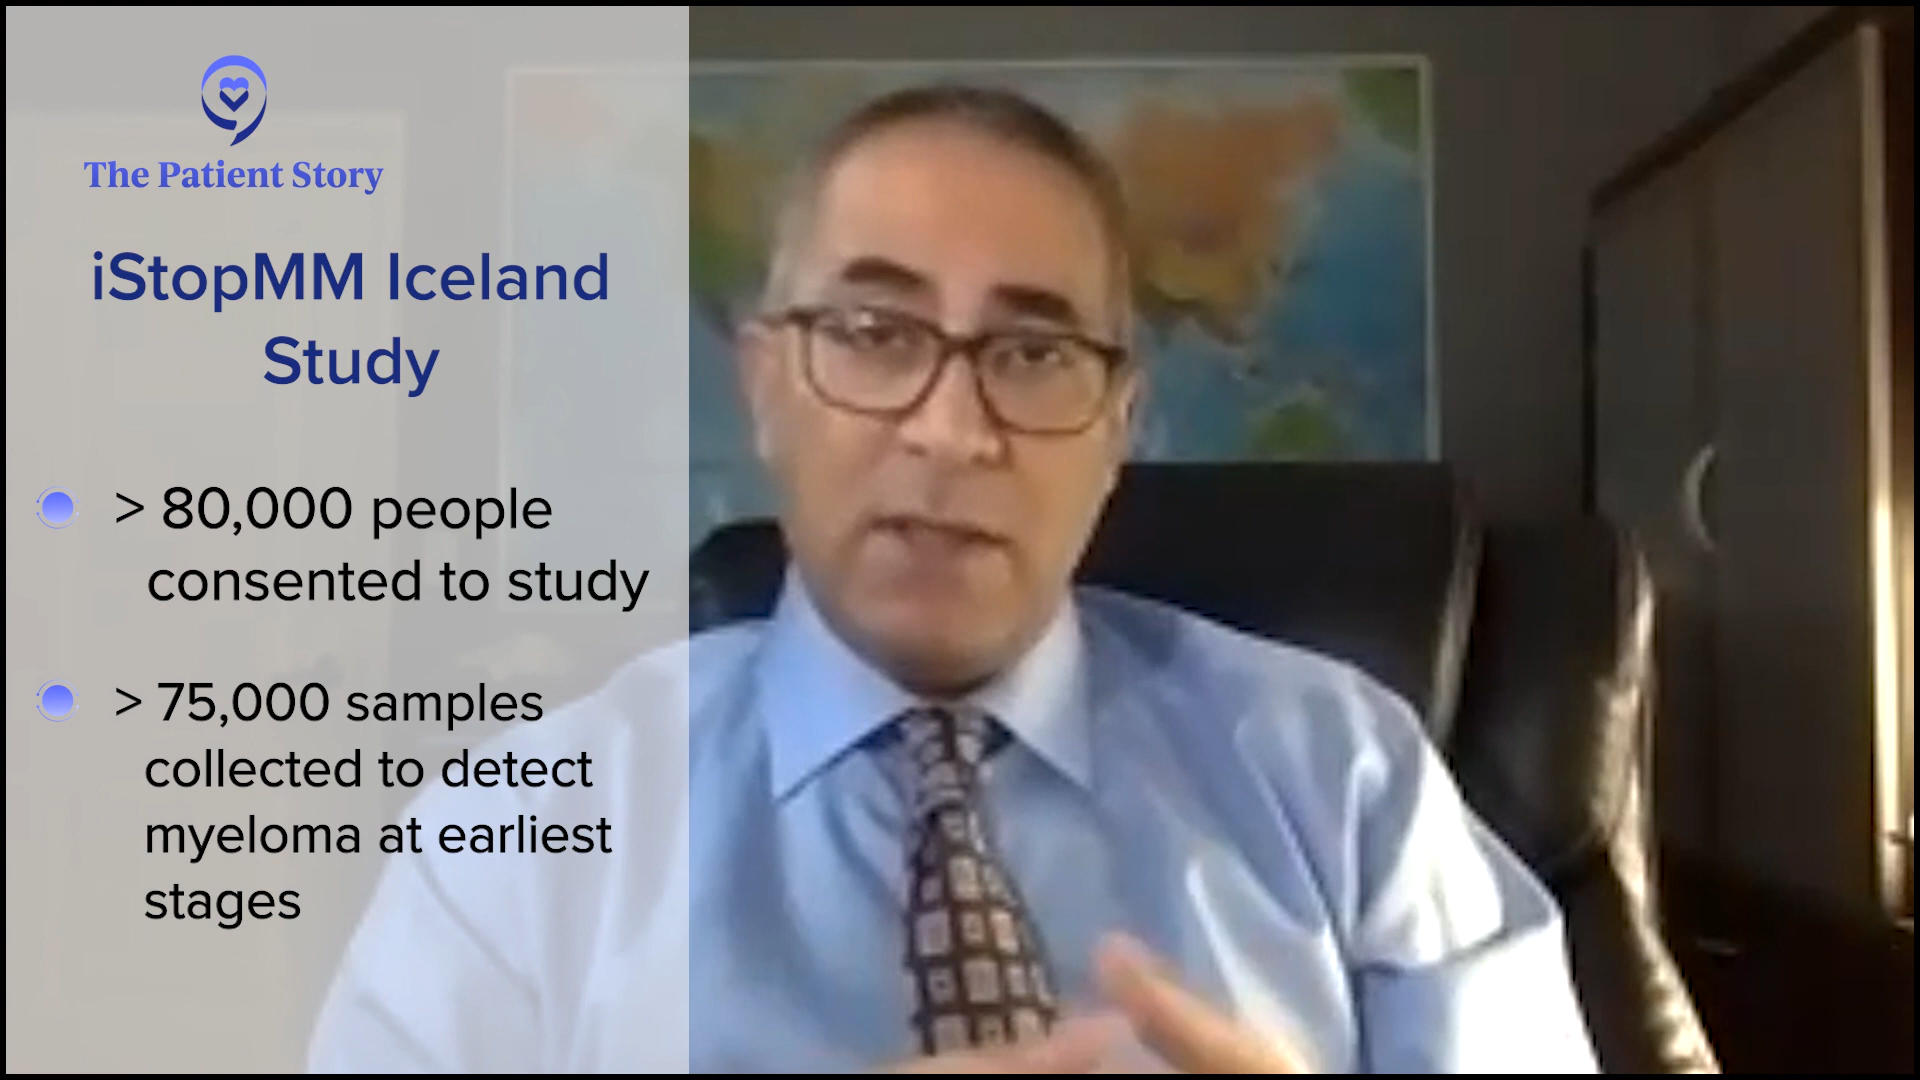 The Patient Story
iStopMM Iceland
Study
> 80,000 people
consented to study
> 75,000 samples
collected to detect
myeloma at earliest
stages